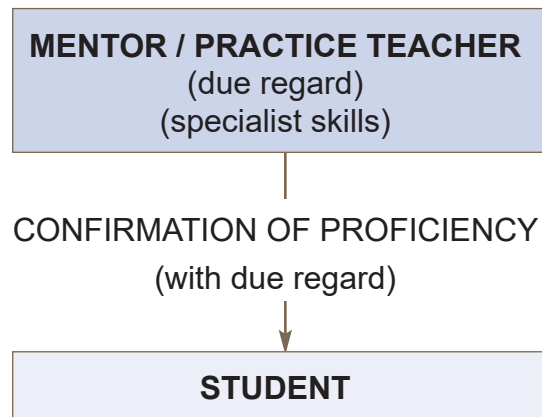 MENTOR / PRACTICE TEACHER
(due regard)
(specialist skills)
CONFIRMATION OF PROFICIENCY
(with due regard)
STUDENT